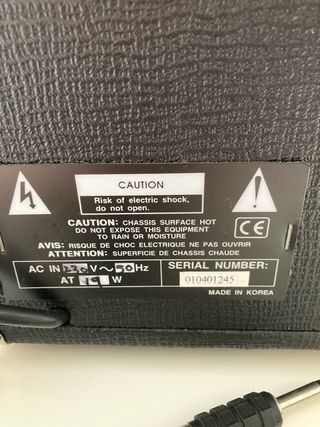 CAUTION
Risk of electric shock,
do not open.
CAUTION: CHASSIS SURFACE HOT
DO NOT EXPOSE THIS EQUIPMENT
TO RAIN OR MOISTURE
CE
AVIS: RISQUE DE CHOC ELECTRIQUE NE PAS OUVRIR
ATTENTION: SUPERFICIE DE CHASSIS CHAUDE
AC IN 230 V~50Hz
AT W
SERIAL NUMBER:
010401245
MADE IN KOREA